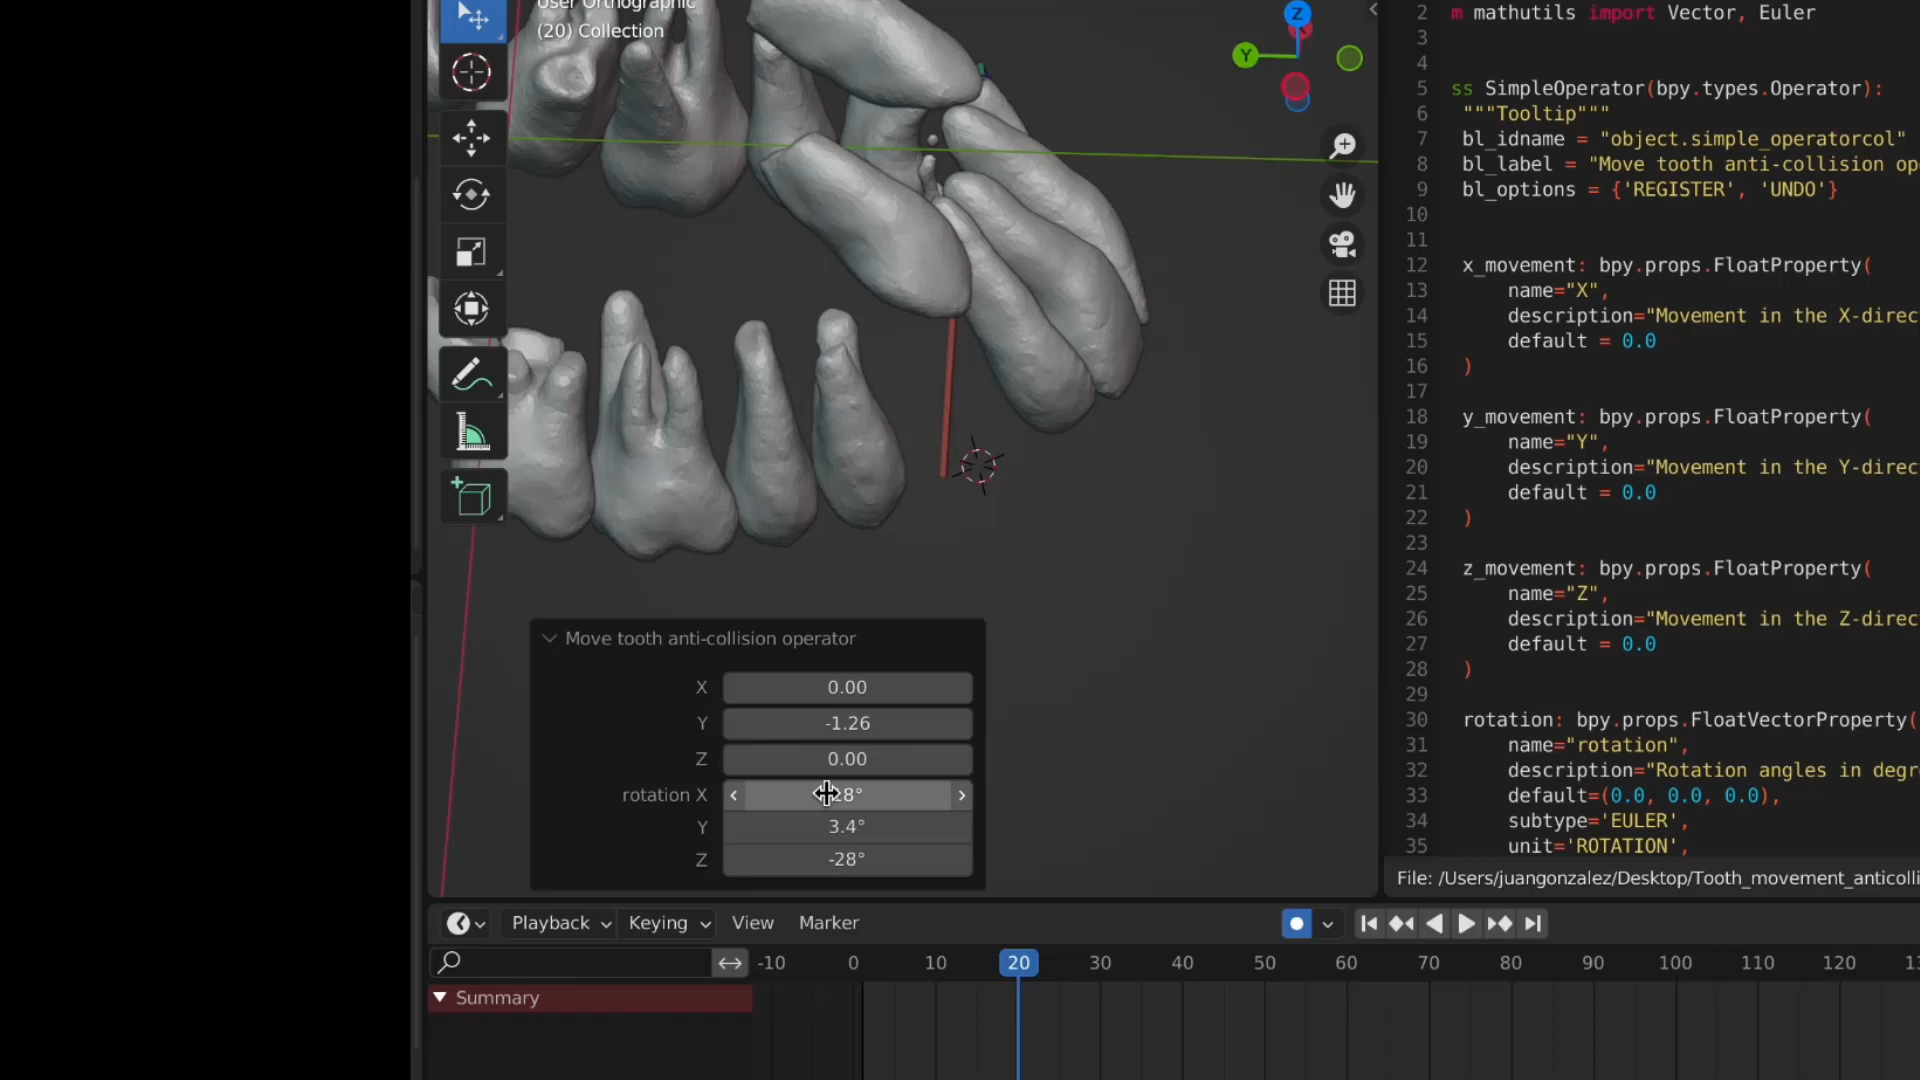 User Orthographic
(20) Collection
Z
Y
Move tooth anti-collision operator
X 0.00
Y -1.26
Z 0.00
rotation X
Y 3.4°
Z -28°
2 m mathutils import Vector, Euler
3
4
5 ss SimpleOperator(bpy.types.Operator):
6 """Tooltip"""
7 bl_idname = "object.simple_operatorcol"
8 bl_label = "Move tooth anti-collision op
9 bl_options = {'REGISTER', 'UNDO'}
10
11
12 x_movement: bpy.props.FloatProperty(
13 name="X",
14 description="Movement in the X-direc
15 default = 0.0
16 )
17
18 y_movement: bpy.props.FloatProperty(
19 name="Y",
20 description="Movement in the Y-direc
21 default = 0.0
22 )
23
24 z_movement: bpy.props.FloatProperty(
25 name="Z",
26 description="Movement in the Z-direc
27 default = 0.0
28 )
29
30 rotation: bpy.props.FloatVectorProperty(
31 name="rotation",
32 description="Rotation angles in degr
33 default=(0.0, 0.0, 0.0),
34 subtype='EULER',
35 unit='ROTATION',
File: /Users/juangonzalez/Desktop/Tooth_movement_anticolli
Playback Keying View Marker
-10 0 10 20 30 40 50 60 70 80 90 100 110 120
Summary